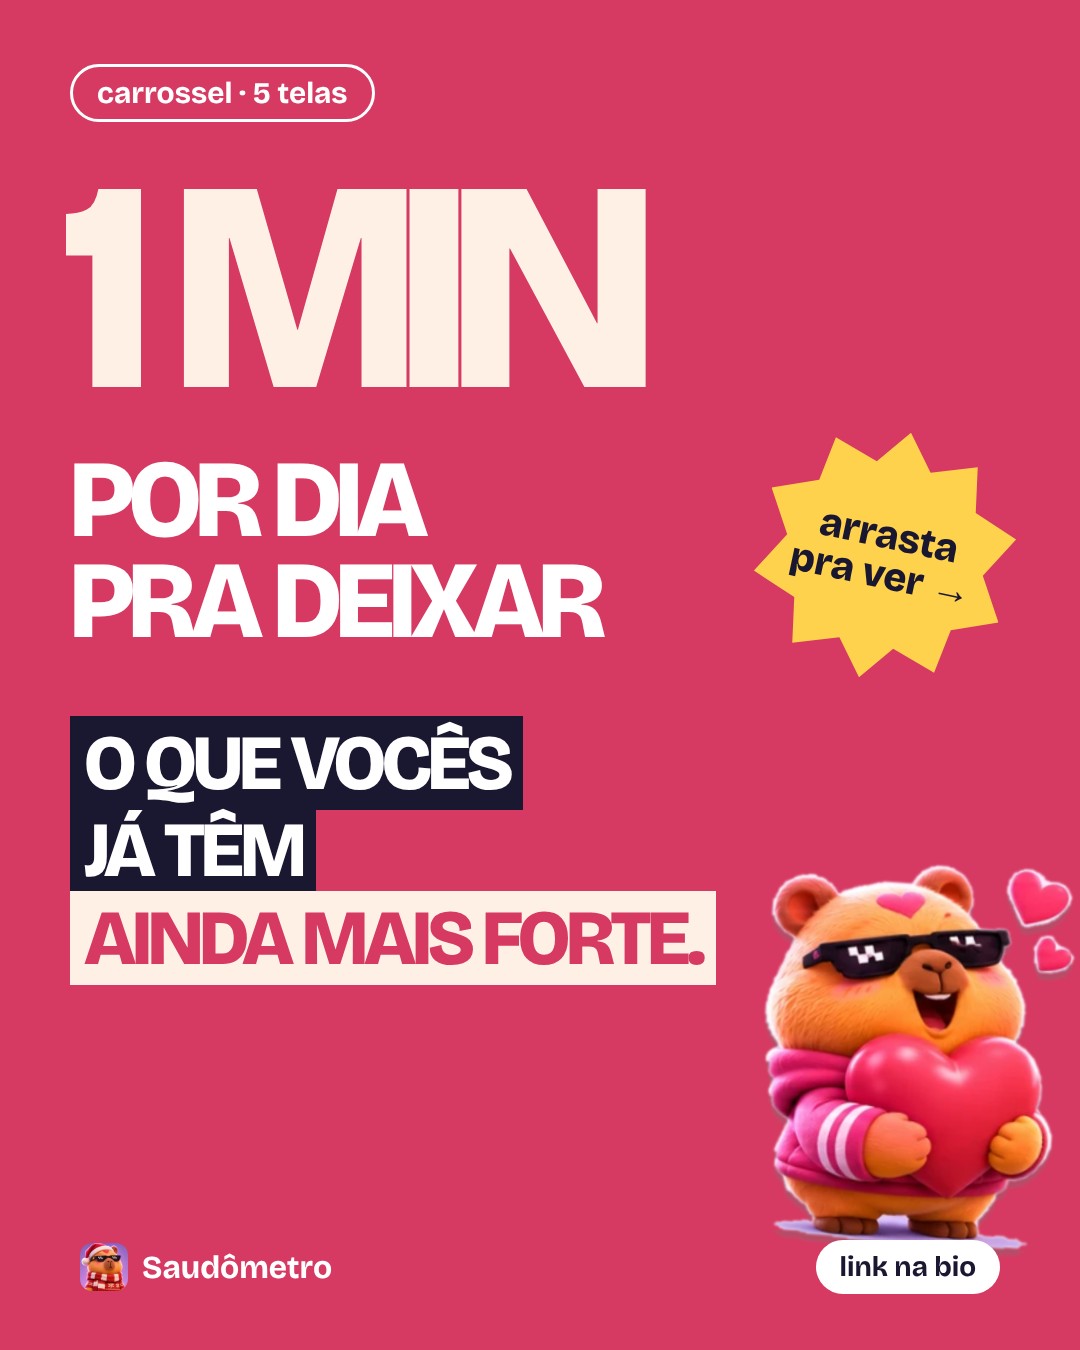 carrossel · 5 telas
1 MIN
POR DIA
PRA DEIXAR
arrasta
pra ver →
O QUE VOCÊS
JÁ TÊM
AINDA MAIS FORTE.
Saudômetro
link na bio